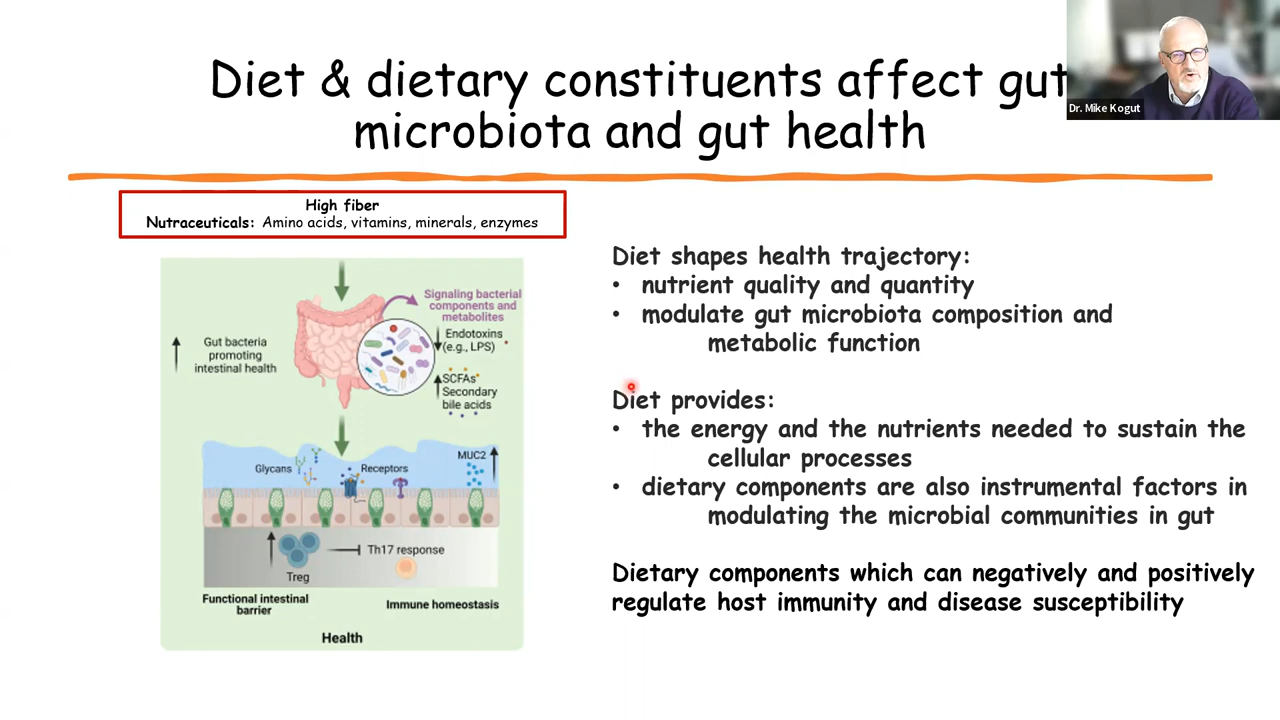 Diet & dietary constituents affect gut
microbiota and gut health
Dr. Mike Kogut
High fiber
Nutraceuticals: Amino acids, vitamins, minerals, enzymes
Signaling bacterial
components and
metabolites
Endotoxins
(e.g., LPS)
Gut bacteria
promoting
intestinal health
SCFAs
Secondary
bile acids
Glycans
Receptors
MUC2
Th17 response
Treg
Functional intestinal
barrier
Immune homeostasis
Health
Diet shapes health trajectory:
• nutrient quality and quantity
• modulate gut microbiota composition and
metabolic function
Diet provides:
• the energy and the nutrients needed to sustain the
cellular processes
• dietary components are also instrumental factors in
modulating the microbial communities in gut
Dietary components which can negatively and positively
regulate host immunity and disease susceptibility